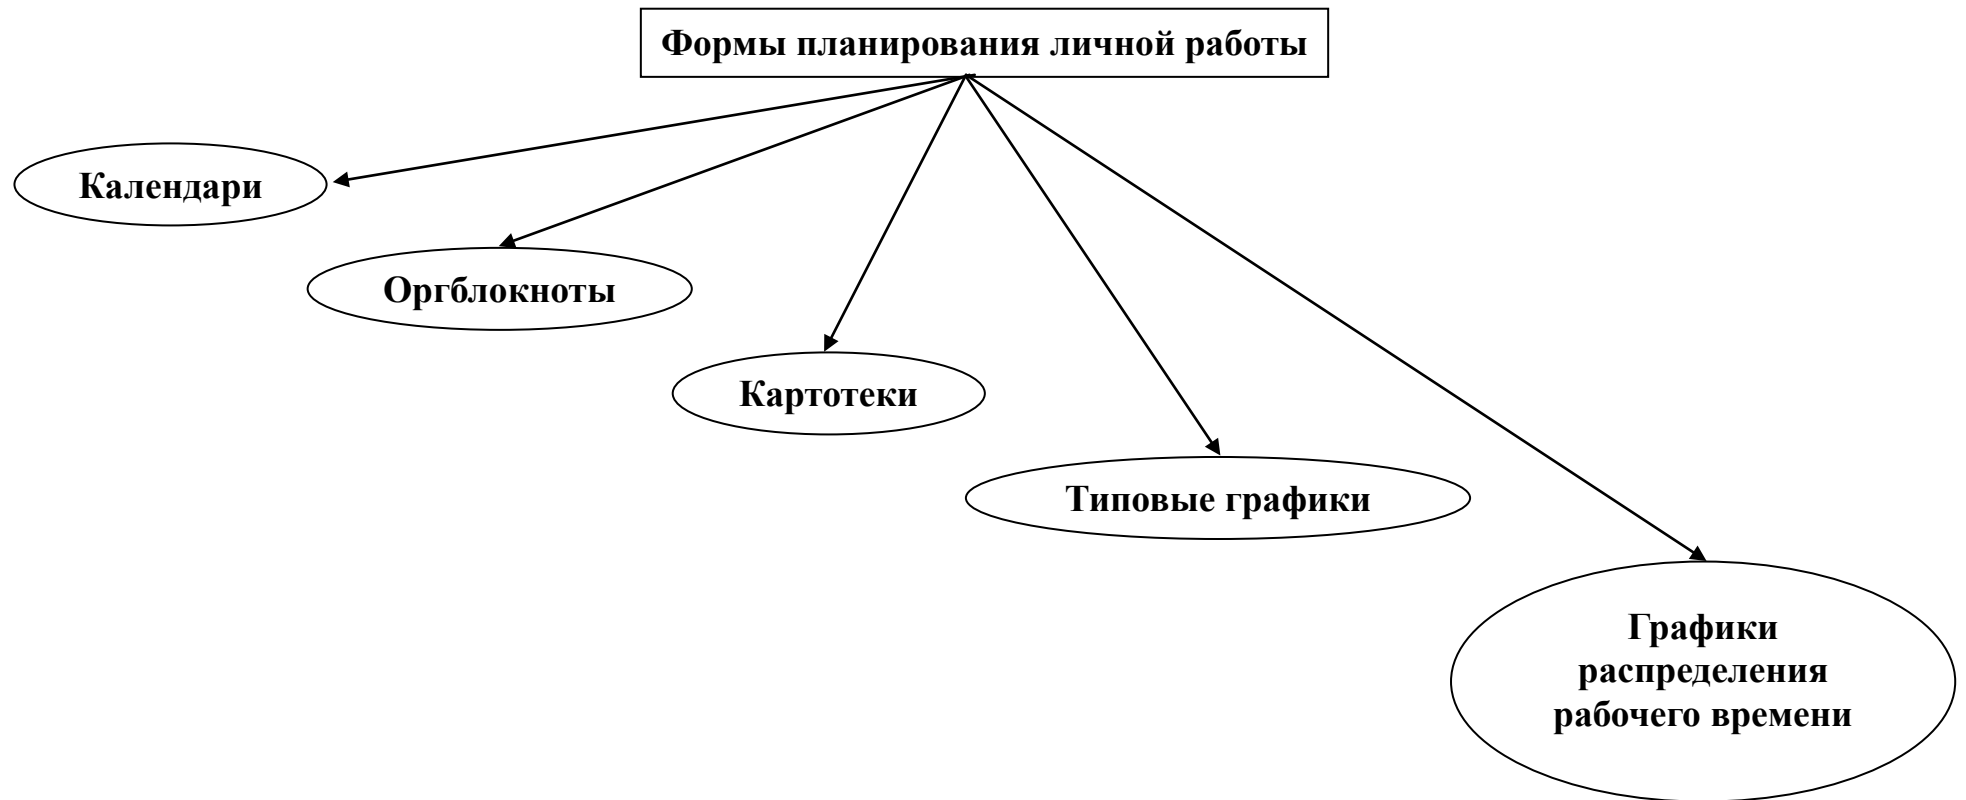 Формы планирования личной работы
Календари
Оргблокноты
Картотеки
Типовые графики
Графики
распределения
рабочего времени